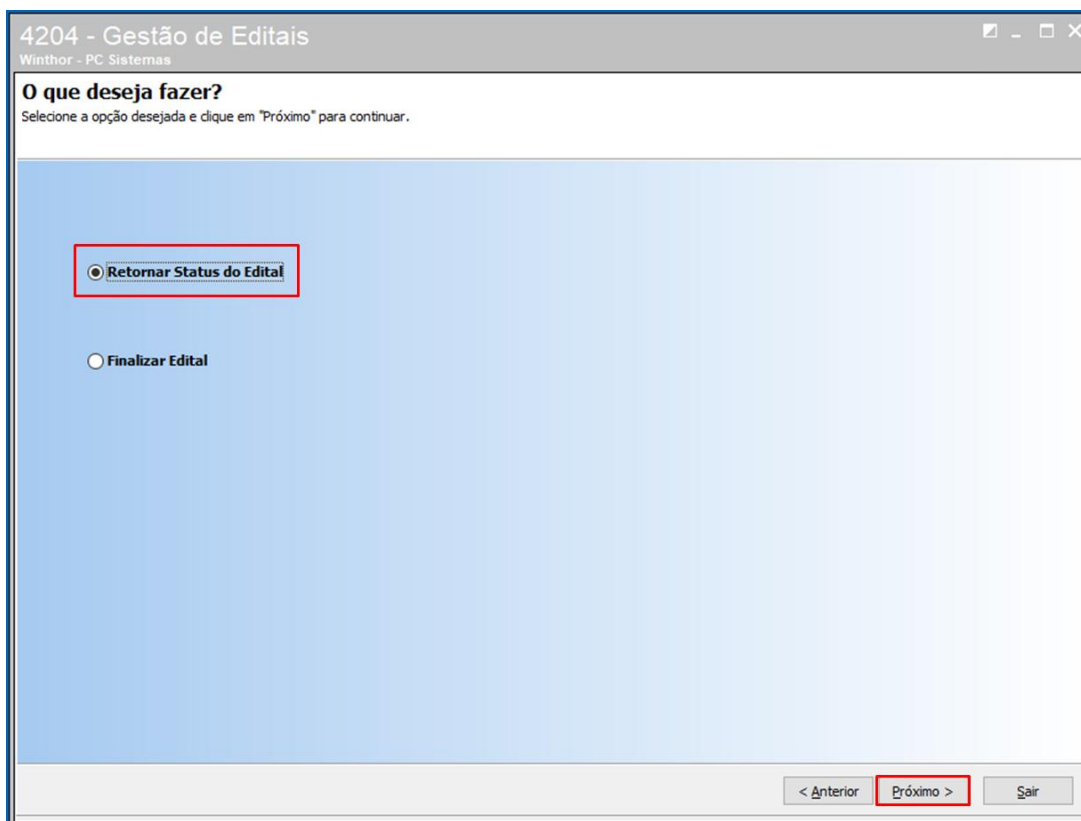 4204 - Gestão de Editais
Winthor - PC Sistemas
O que deseja fazer?
Selecione a opção desejada e clique em "Próximo" para continuar.
Retornar Status do Edital
Finalizar Edital
< Anterior Próximo > Sair